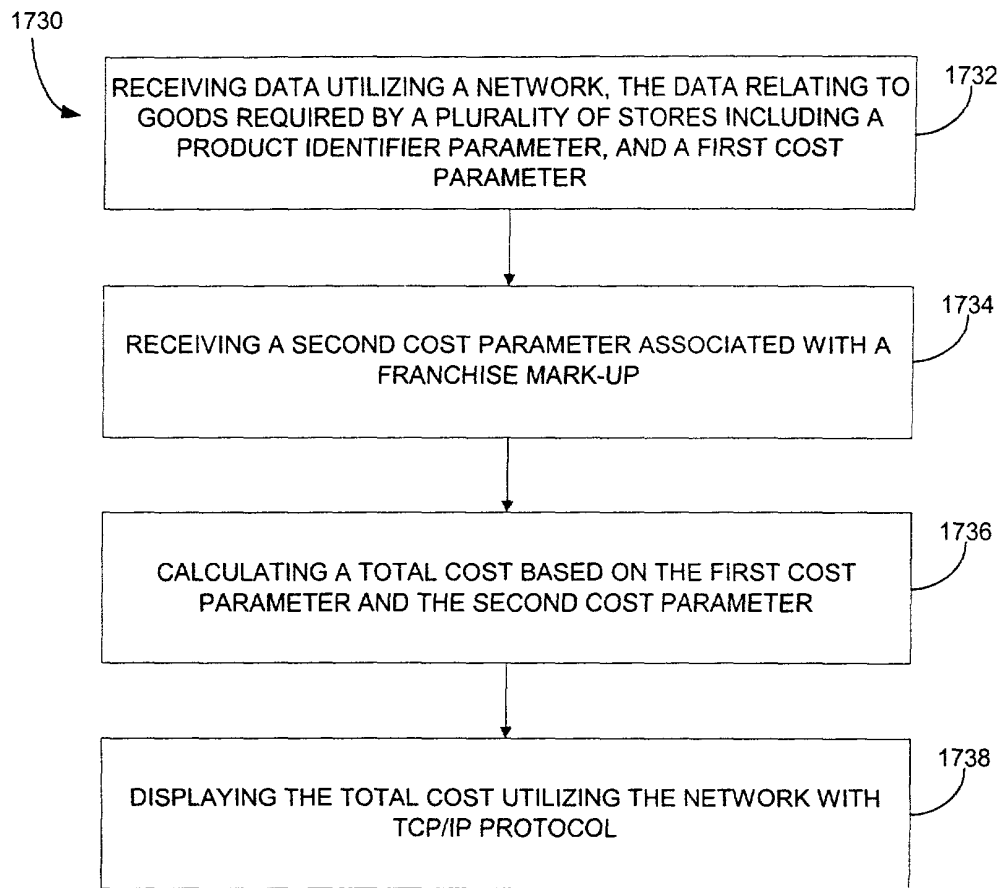 1730
RECEIVING DATA UTILIZING A NETWORK, THE DATA RELATING TO
GOODS REQUIRED BY A PLURALITY OF STORES INCLUDING A
PRODUCT IDENTIFIER PARAMETER, AND A FIRST COST
PARAMETER
1732
RECEIVING A SECOND COST PARAMETER ASSOCIATED WITH A
FRANCHISE MARK-UP
1734
CALCULATING A TOTAL COST BASED ON THE FIRST COST
PARAMETER AND THE SECOND COST PARAMETER
1736
DISPLAYING THE TOTAL COST UTILIZING THE NETWORK WITH
TCP/IP PROTOCOL
1738